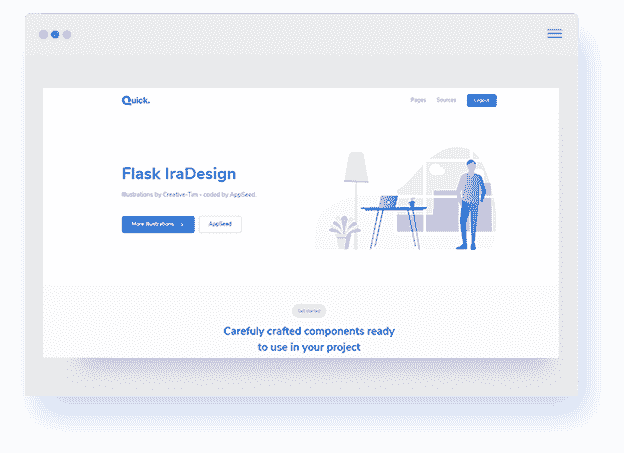 Quick.
Pages Sources Logout
Flask IraDesign
Illustrations by Creative-Tim - coded by AppSeed.
More Illustrations AppSeed
Get started
Carefuly crafted components ready
to use in your project